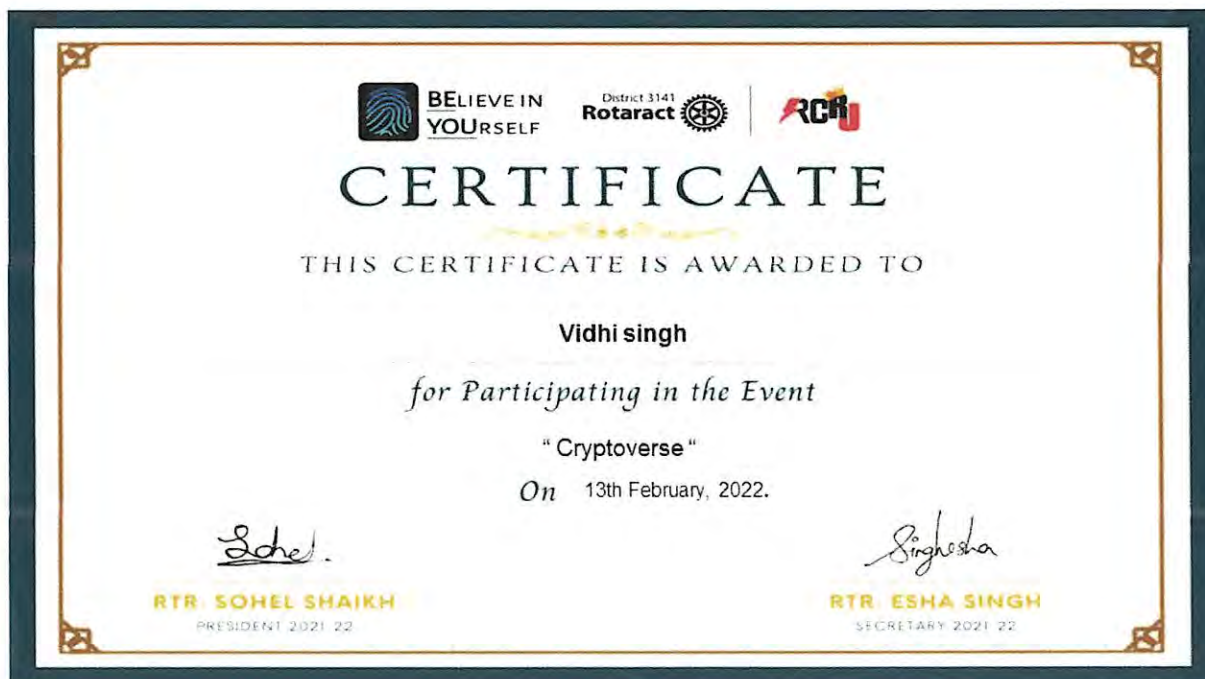 BELIEVE IN
YOURSELF
District 3141
Rotaract
RCRU
CERTIFICATE
THIS CERTIFICATE IS AWARDED TO
Vidhi singh
for Participating in the Event
“ Cryptoverse “
On 13th February, 2022.
Sohel.
Singhesha
RTR. SOHEL SHAIKH
RTR. ESHA SINGH
PRESIDENT 2021-22
SECRETARY 2021-22